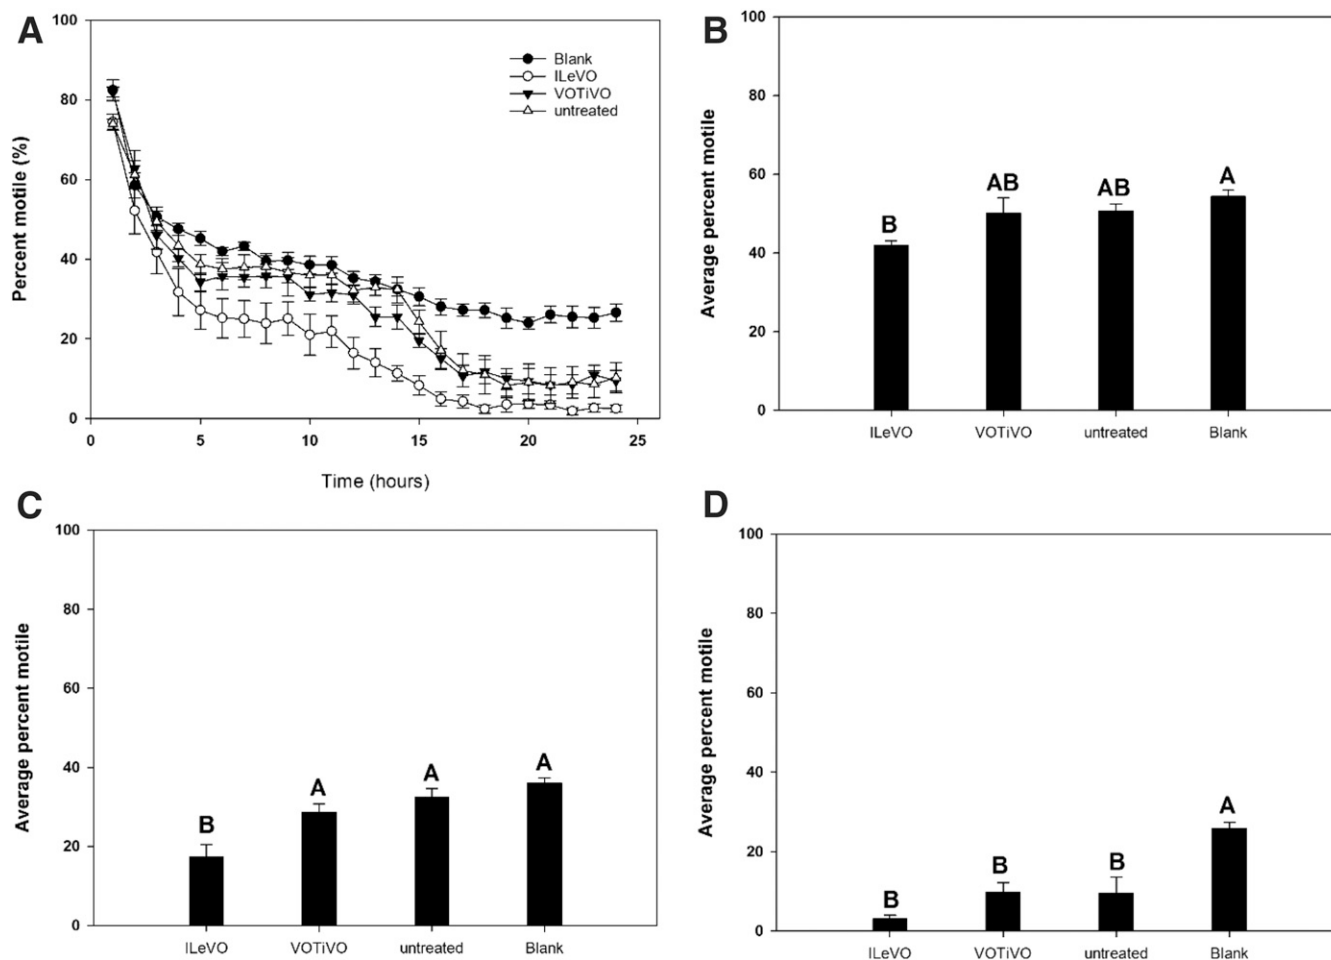 A
Percent motile (%)
100
80
60
40
20
0
0 5 10 15 20 25
Time (hours)
Blank
ILeVO
VOTiVO
untreated
B
Average percent motile
100
80
60
40
20
0
B AB AB A
ILeVO VOTiVO untreated Blank
C
Average percent motile
100
80
60
40
20
0
B A A A
ILeVO VOTiVO untreated Blank
D
Average percent motile
100
80
60
40
20
0
B B B A
ILeVO VOTiVO untreated Blank